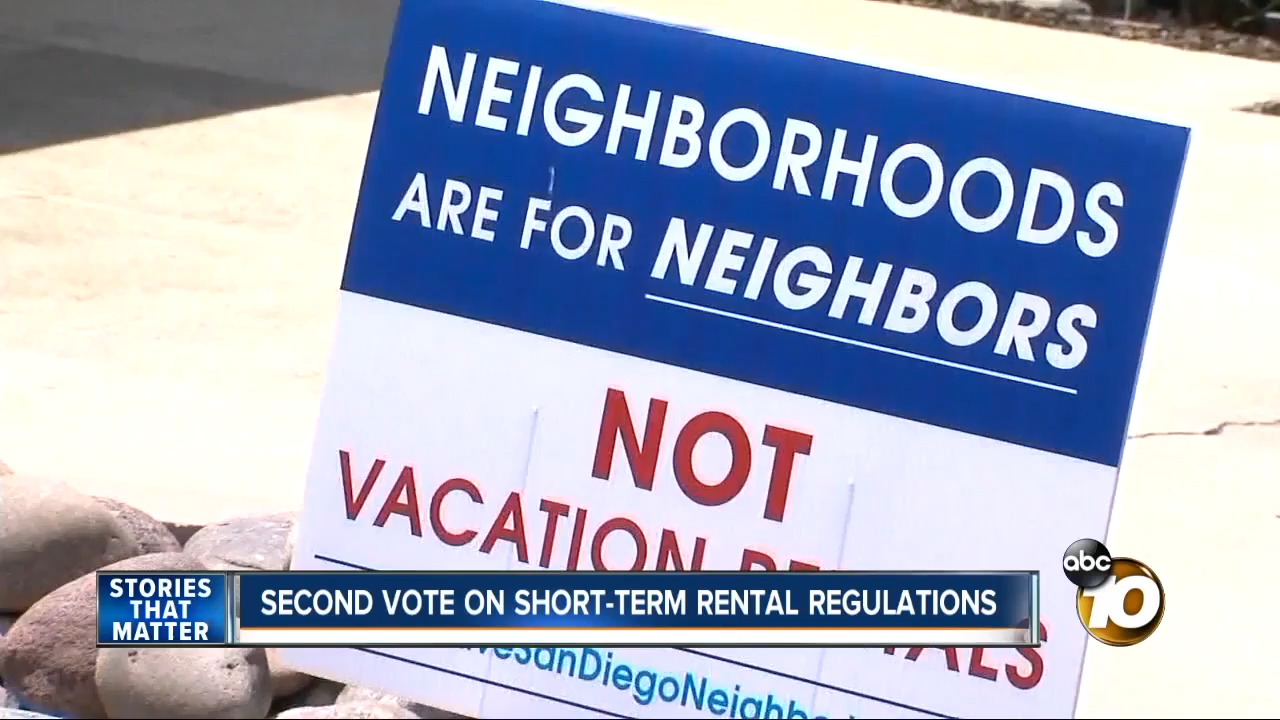 NEIGHBORHOODS
ARE FOR NEIGHBORS
NOT
VACATION
STORIES THAT MATTER
SECOND VOTE ON SHORT-TERM RENTAL REGULATIONS
abc
10